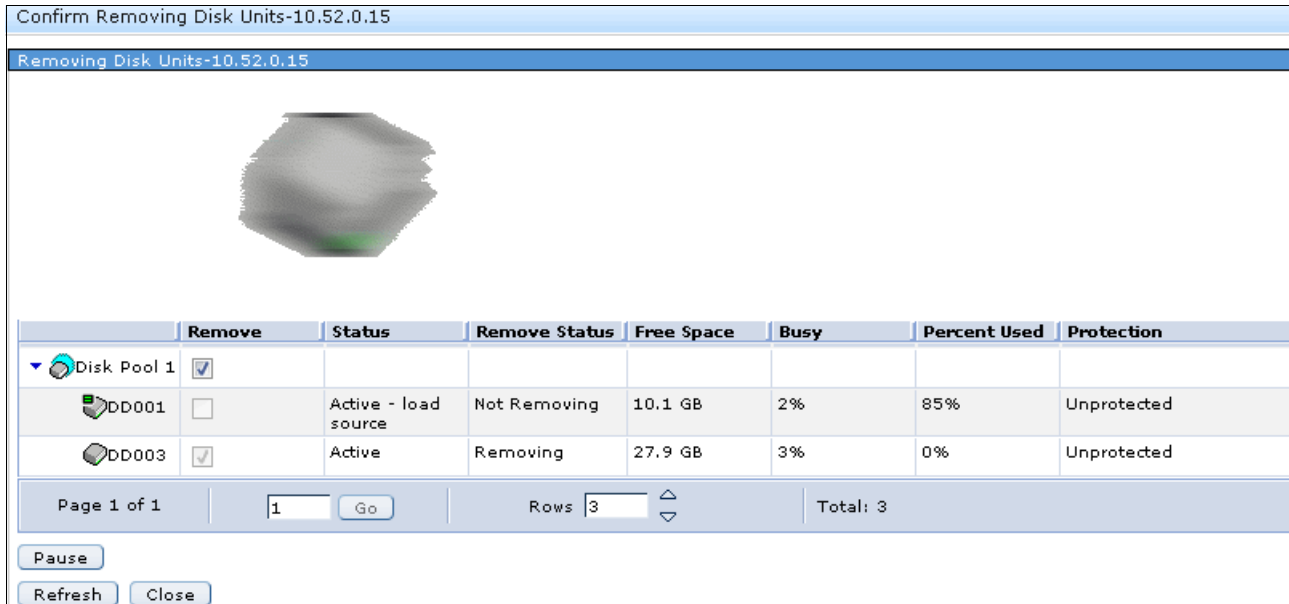 Confirm Removing Disk Units-10.52.0.15
Removing Disk Units-10.52.0.15
Remove Status Remove Status Free Space Busy Percent Used Protection
Disk Pool 1
DD001 Active - load source Not Removing 10.1 GB 2% 85% Unprotected
DD003 Active Removing 27.9 GB 3% 0% Unprotected
Page 1 of 1 1 Go Rows 3 Total: 3
Pause
Refresh Close